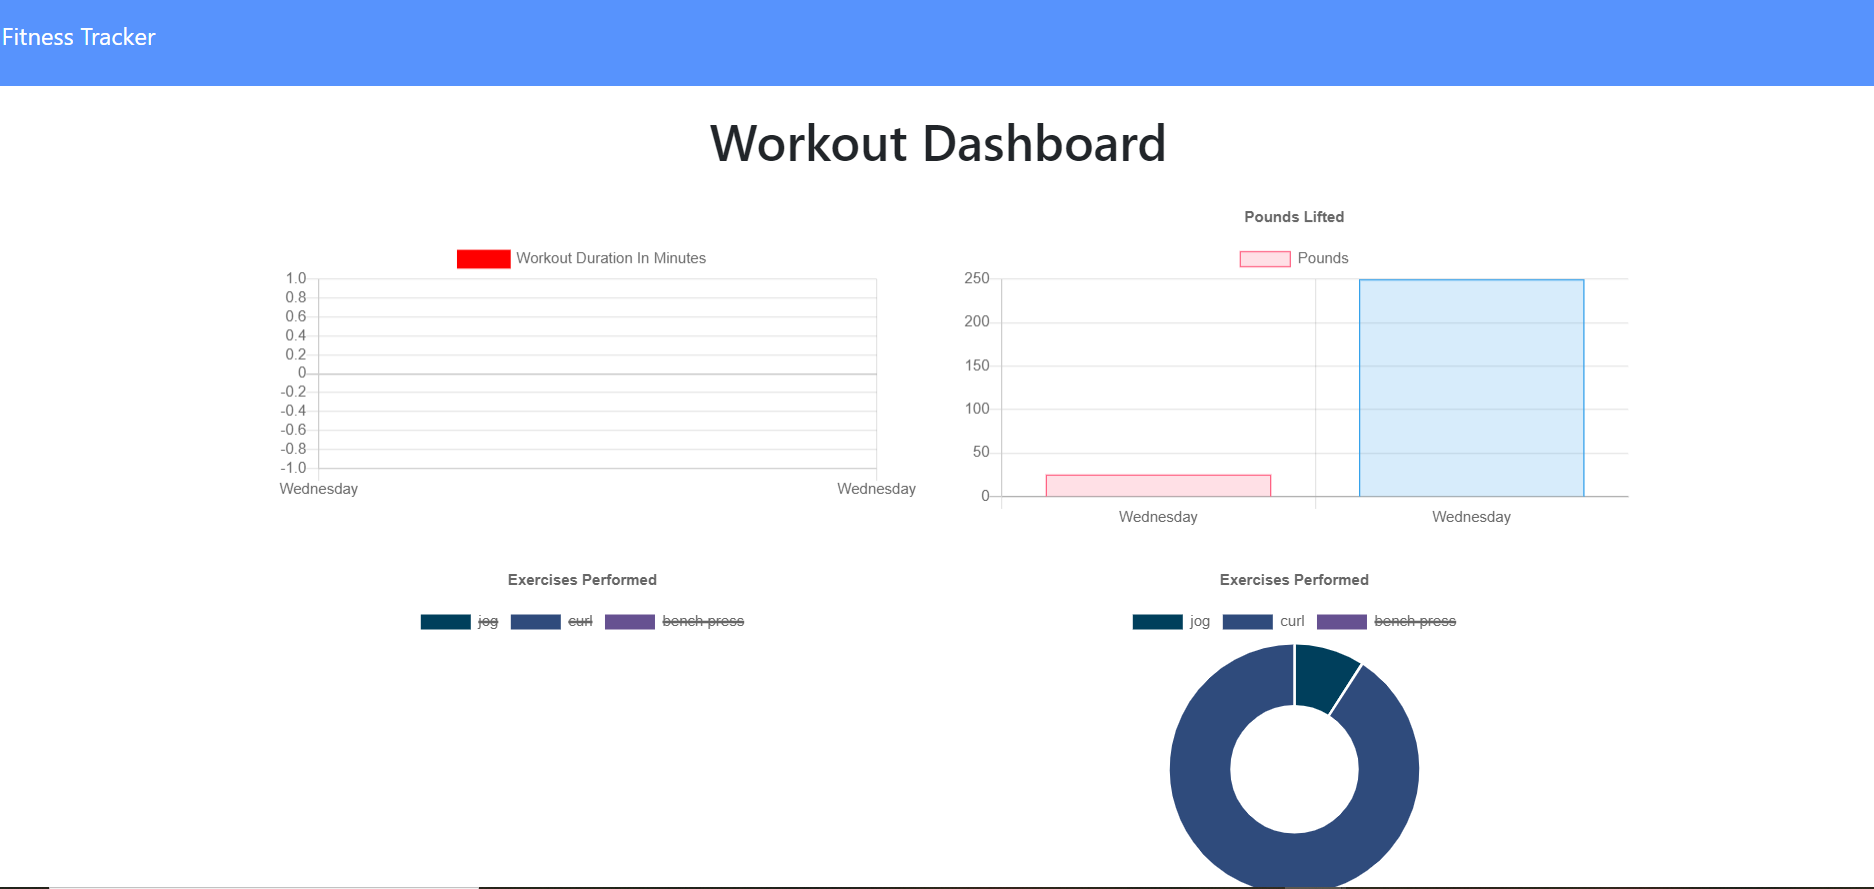 Fitness Tracker
Workout Dashboard
Workout Duration In Minutes
1.0
0.8
0.6
0.4
0.2
0
-0.2
-0.4
-0.6
-0.8
-1.0
Wednesday Wednesday
Pounds Lifted
Pounds
250
200
150
100
50
0
Wednesday Wednesday
Exercises Performed
jog curl bench press
Exercises Performed
jog curl bench press